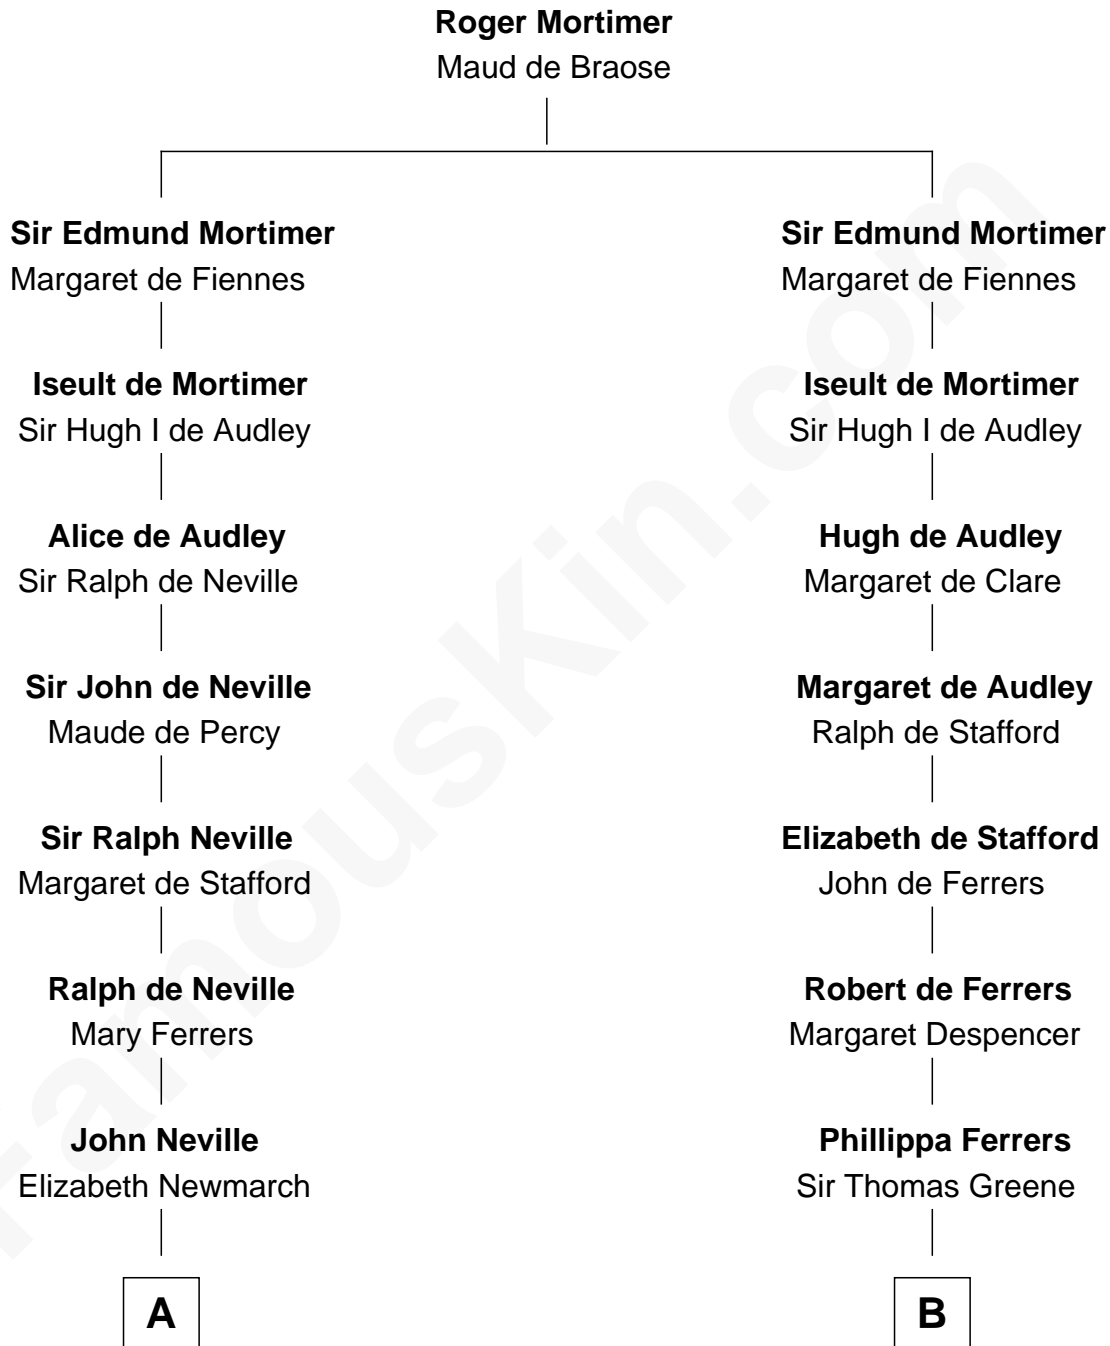 Roger Mortimer
Maud de Braose
Sir Edmund Mortimer
Margaret de Fiennes
Sir Edmund Mortimer
Margaret de Fiennes
Iseult de Mortimer
Sir Hugh I de Audley
Iseult de Mortimer
Sir Hugh I de Audley
Alice de Audley
Sir Ralph de Neville
Hugh de Audley
Margaret de Clare
Sir John de Neville
Maude de Percy
Margaret de Audley
Ralph de Stafford
Sir Ralph Neville
Margaret de Stafford
Elizabeth de Stafford
John de Ferrers
Ralph de Neville
Mary Ferrers
Robert de Ferrers
Margaret Despencer
John Neville
Elizabeth Newmarch
Phillippa Ferrers
Sir Thomas Greene
A
B
FamousKin.com